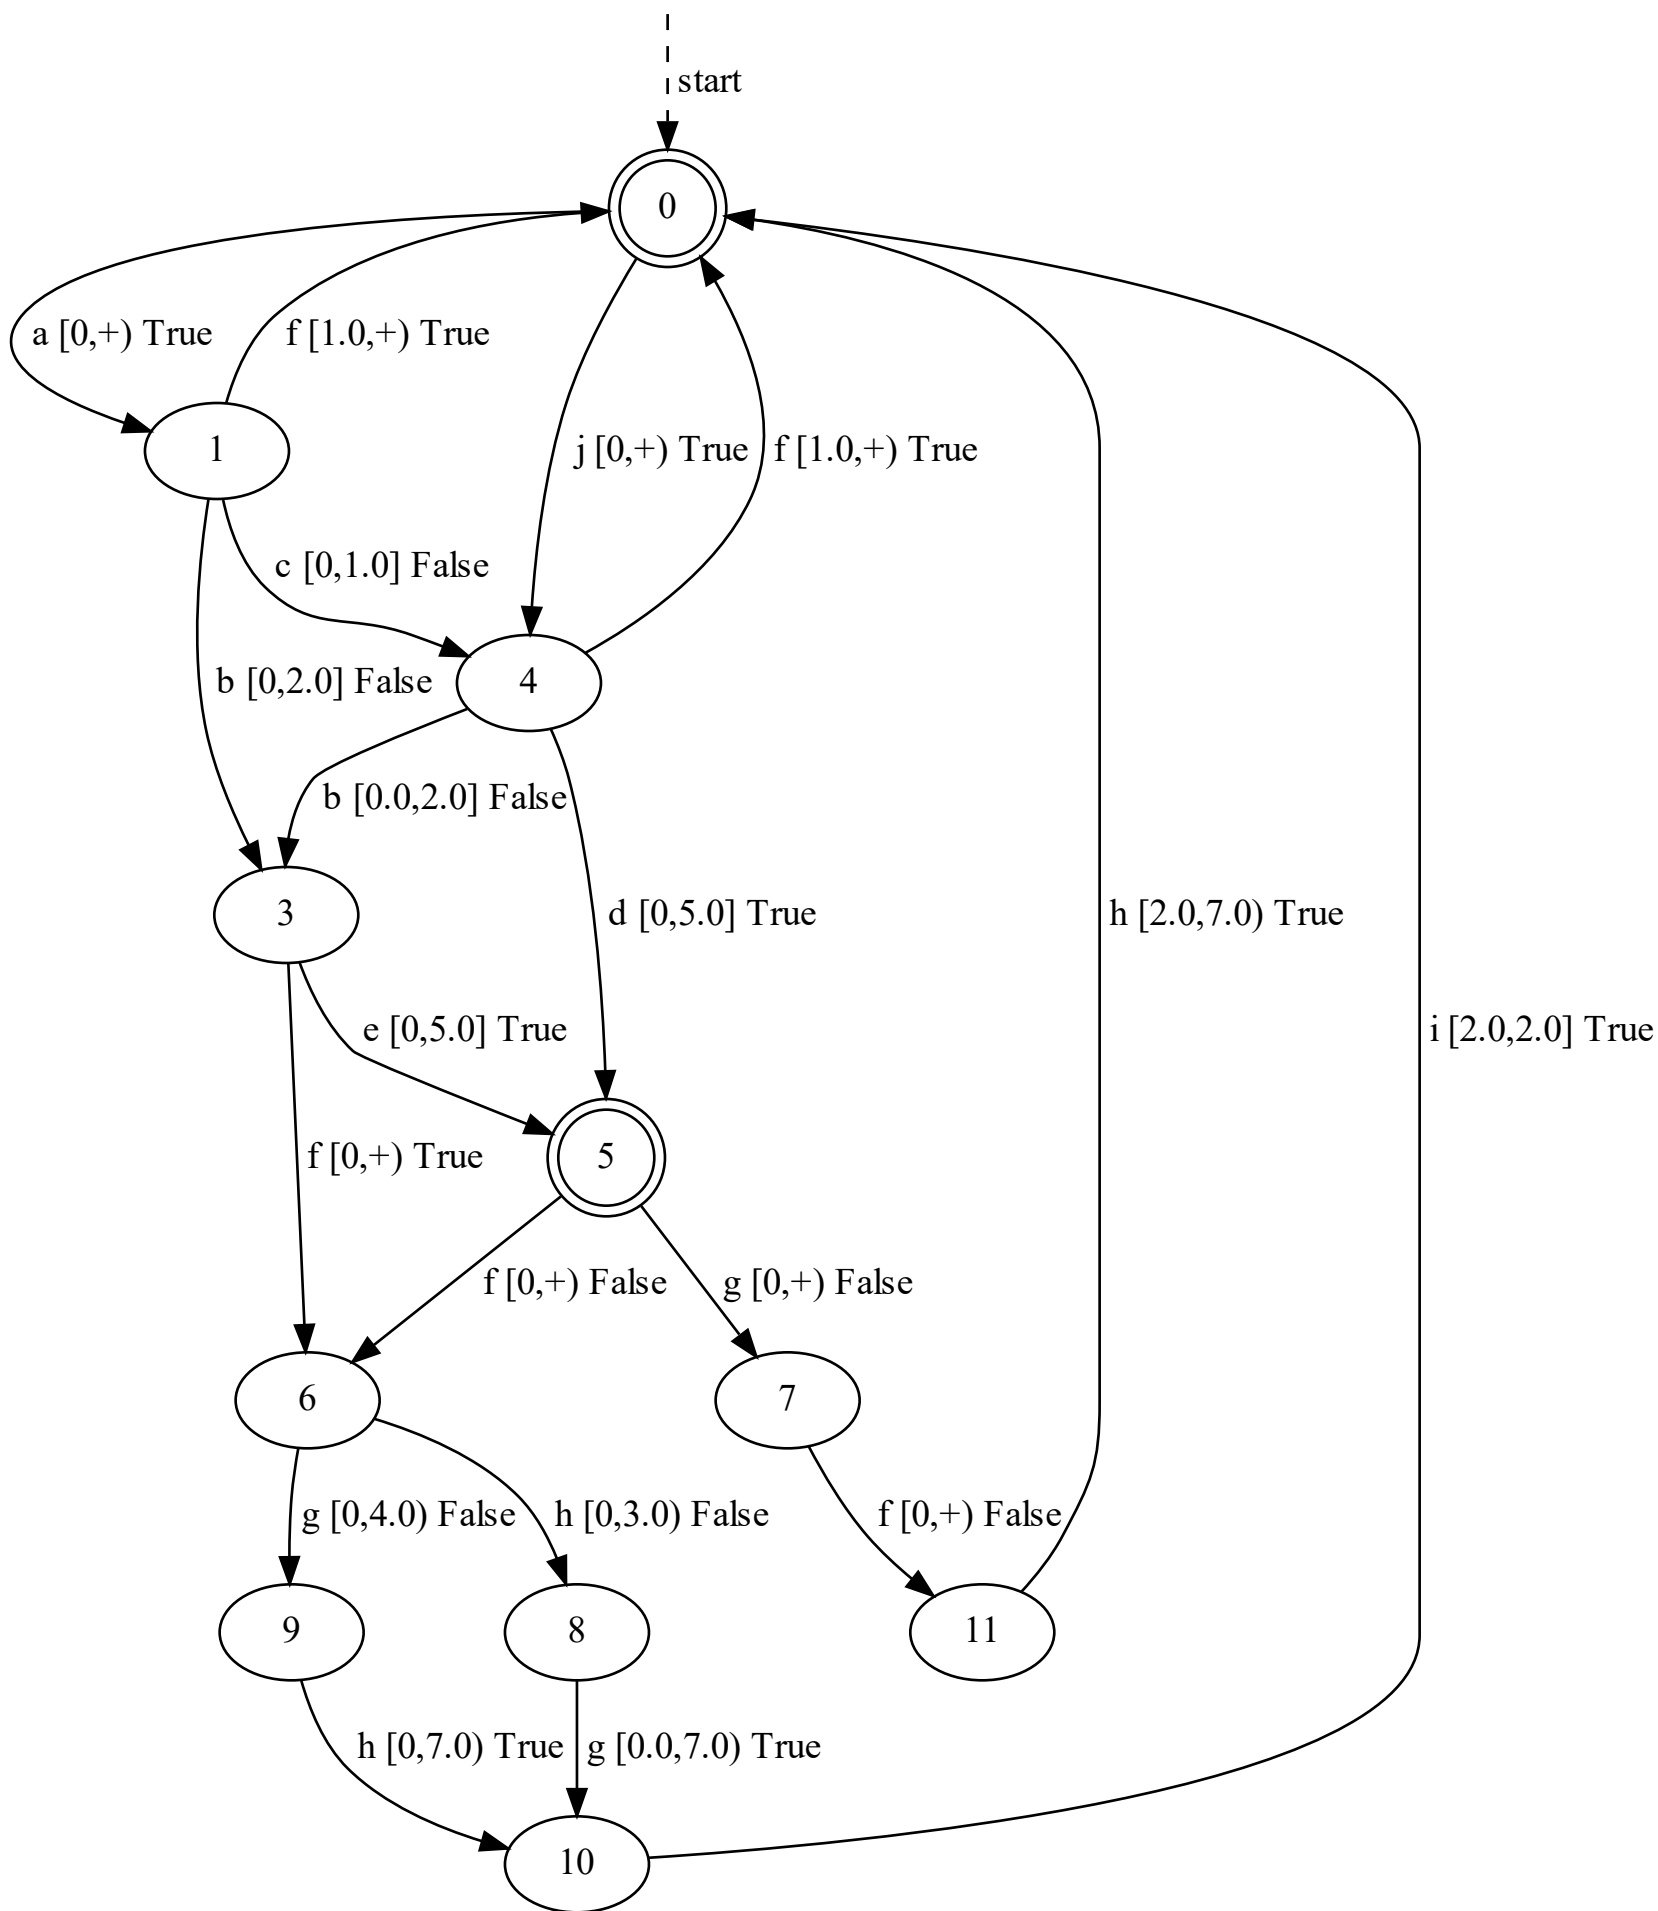 start
0
a [0,+) True
f [1.0,+) True
1
j [0,+) True
f [1.0,+) True
c [0,1.0] False
b [0,2.0] False
4
b [0.0,2.0] False
3
d [0,5.0] True
h [2.0,7.0) True
e [0,5.0] True
i [2.0,2.0] True
f [0,+) True
5
f [0,+) False
g [0,+) False
6
7
g [0,4.0) False
h [0,3.0) False
f [0,+) False
9
8
11
h [0,7.0) True
g [0.0,7.0) True
10